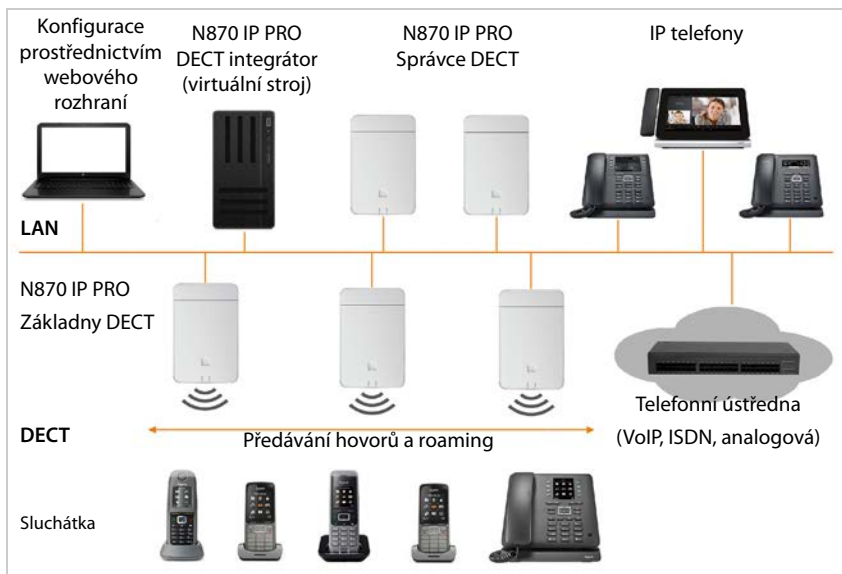 Konfigurace
prostřednictvím
webového
rozhraní
N870 IP PRO
DECT integrátor
(virtuální stroj)
N870 IP PRO
Správce DECT
IP telefony
LAN
N870 IP PRO
Základny DECT
Telefonní ústředna
(VoIP, ISDN, analogová)
DECT
Předávání hovorů a roaming
Sluchátka